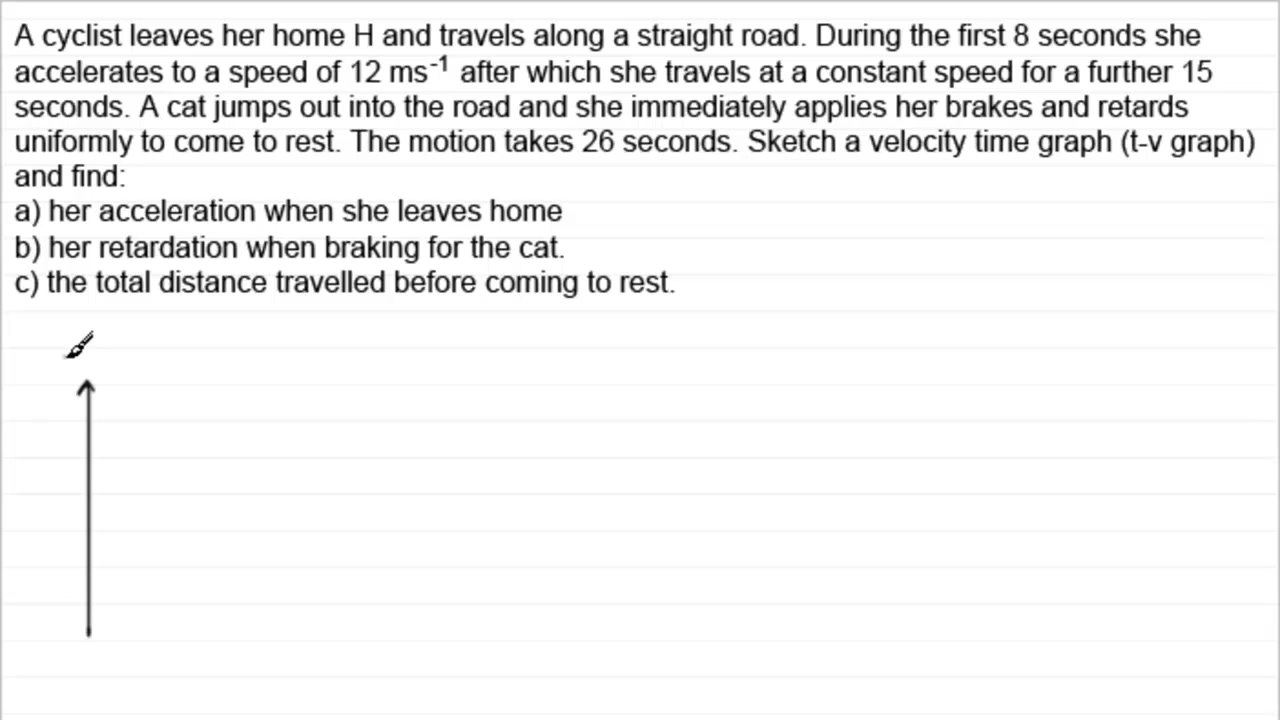 A cyclist leaves her home H and travels along a straight road. During the first 8 seconds she
accelerates to a speed of 12 ms⁻¹ after which she travels at a constant speed for a further 15
seconds. A cat jumps out into the road and she immediately applies her brakes and retards
uniformly to come to rest. The motion takes 26 seconds. Sketch a velocity time graph (t-v graph)
and find:
a) her acceleration when she leaves home
b) her retardation when braking for the cat.
c) the total distance travelled before coming to rest.